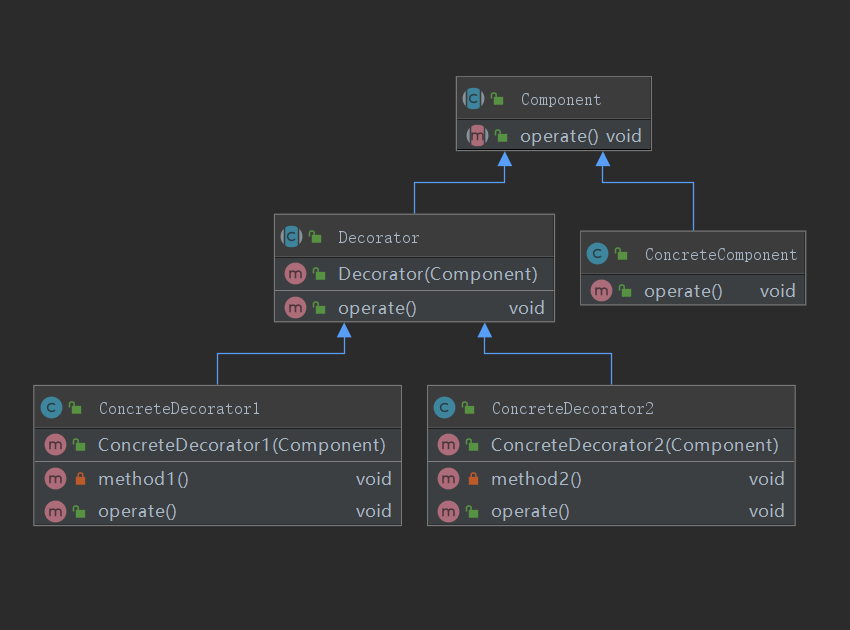 Component
operate() void
Decorator
Decorator(Component)
operate() void
ConcreteComponent
operate() void
ConcreteDecorator1
ConcreteDecorator1(Component)
method1() void
operate() void
ConcreteDecorator2
ConcreteDecorator2(Component)
method2() void
operate() void